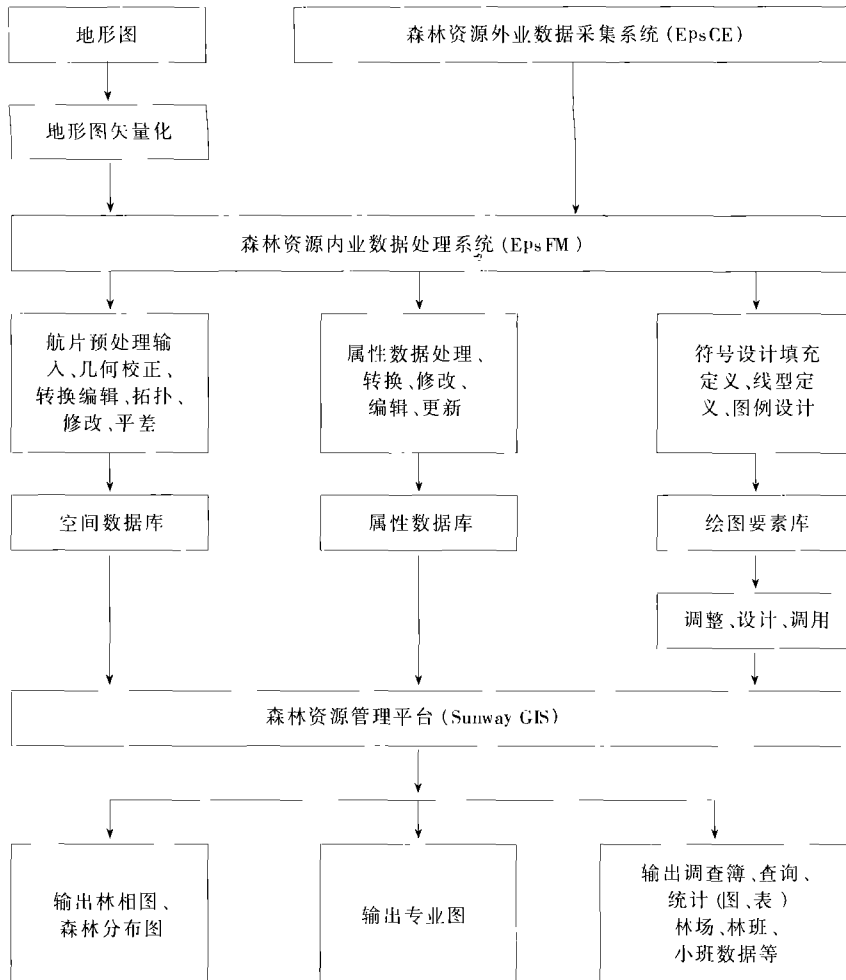 地形图
森林资源外业数据采集系统(EpsCE)
地形图矢量化
森林资源内业数据处理系统(EpsFM)
航片预处理输
入、几何校正、
转换编辑、拓扑、
修改、平差
属性数据处理、
转换、修改、
编辑、更新
符号设计填充
定义、线型定
义、图例设计
空间数据库
属性数据库
绘图要素库
调整、设计、调用
森林资源管理平台(Sunway GIS)
输出林相图、
森林分布图
输出专业图
输出调查簿、查询、
统计(图、表)
林场、林班、
小班数据等